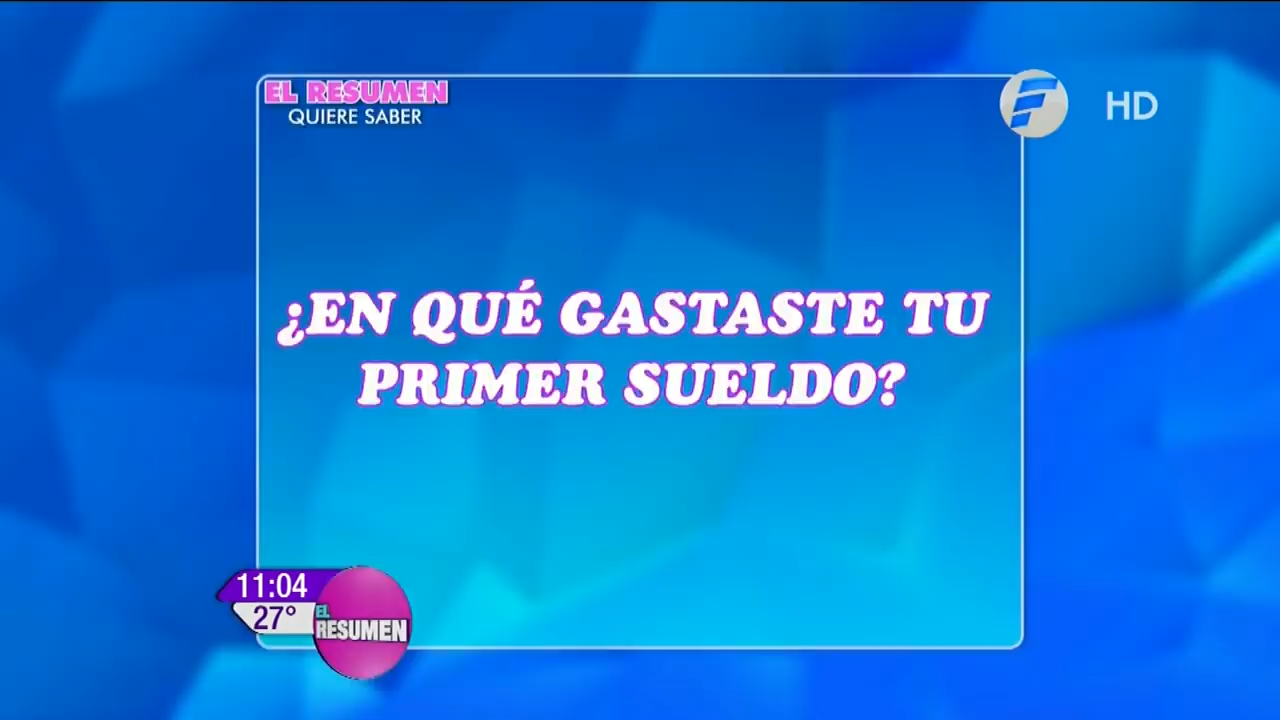 EL RESUMEN
QUIERE SABER
HD
¿EN QUÉ GASTASTE TU
PRIMER SUELDO?
11:04
27°
EL
RESUMEN